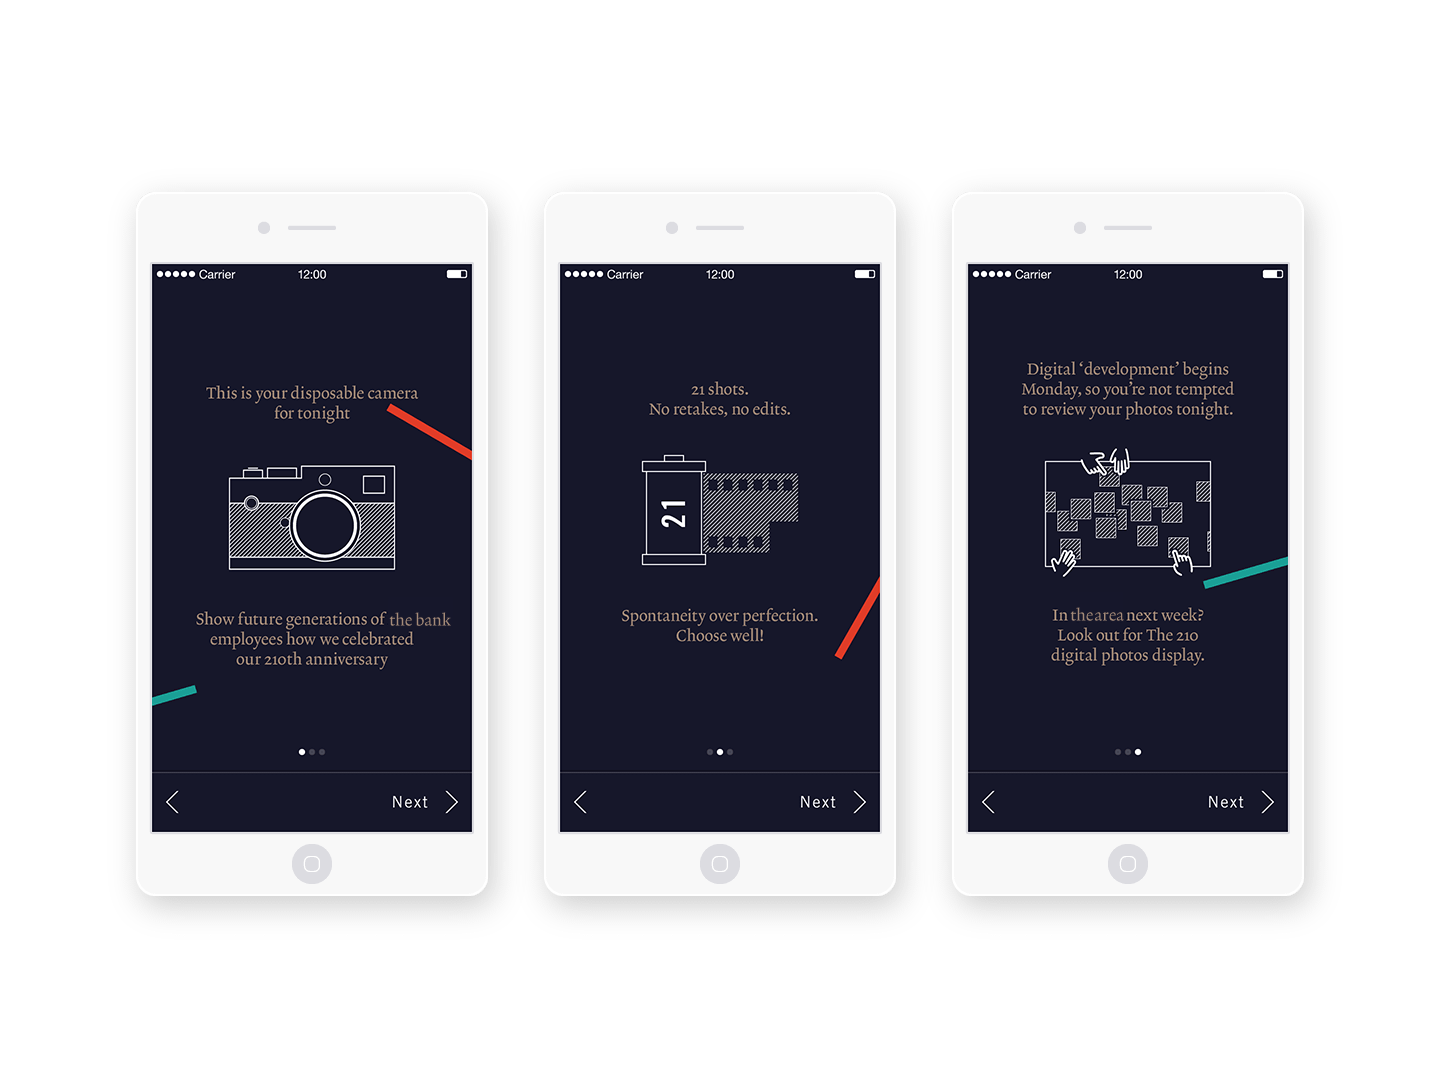 Carrier 12:00
This is your disposable camera
for tonight
Show future generations of the bank
employees how we celebrated
our 210th anniversary
Next
Carrier 12:00
21 shots.
No retakes, no edits.
21
Spontaneity over perfection.
Choose well!
Next
Carrier 12:00
Digital ‘development’ begins
Monday, so you’re not tempted
to review your photos tonight.
In the area next week?
Look out for The 210
digital photos display.
Next